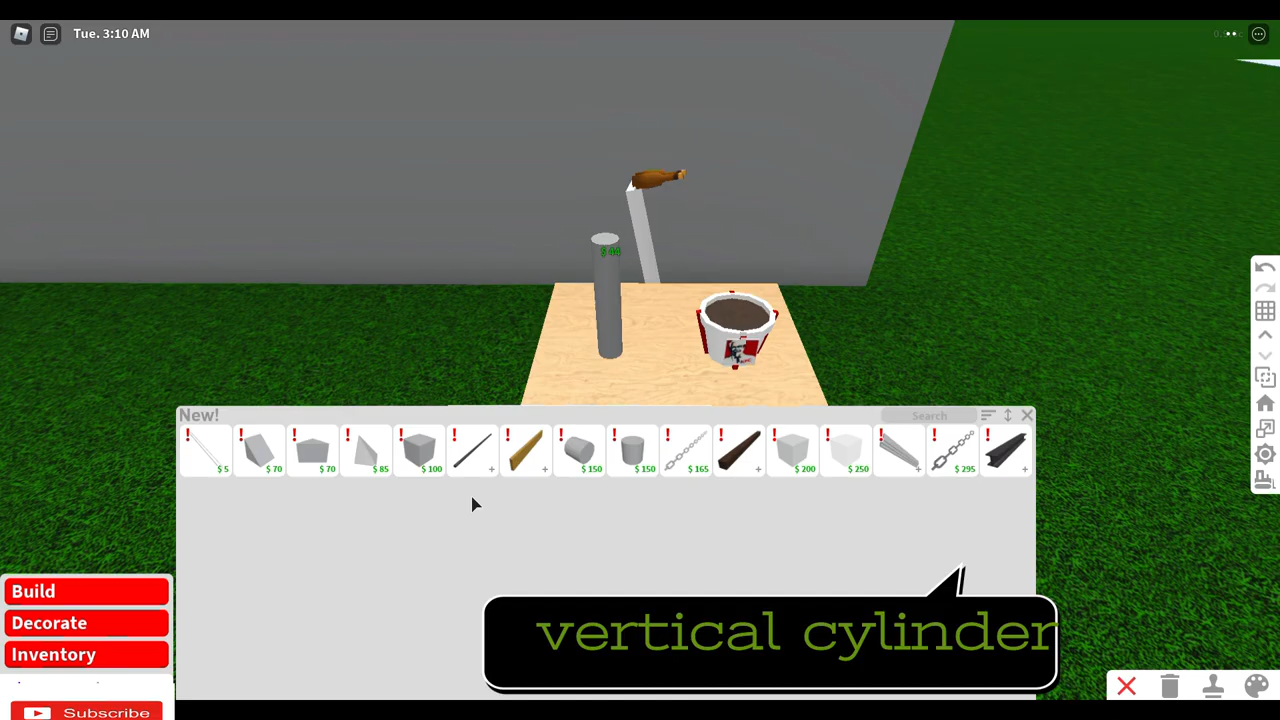 Tue. 3:10 AM
$ 44
New!
Search
! $ 5 ! $ 70 ! $ 70 ! $ 85 ! $ 100 ! + ! + ! $ 150 ! $ 150 ! $ 165 ! + ! $ 200 ! $ 250 ! + ! $ 295 ! +
Build
Decorate
Inventory
vertical cylinder
Subscribe